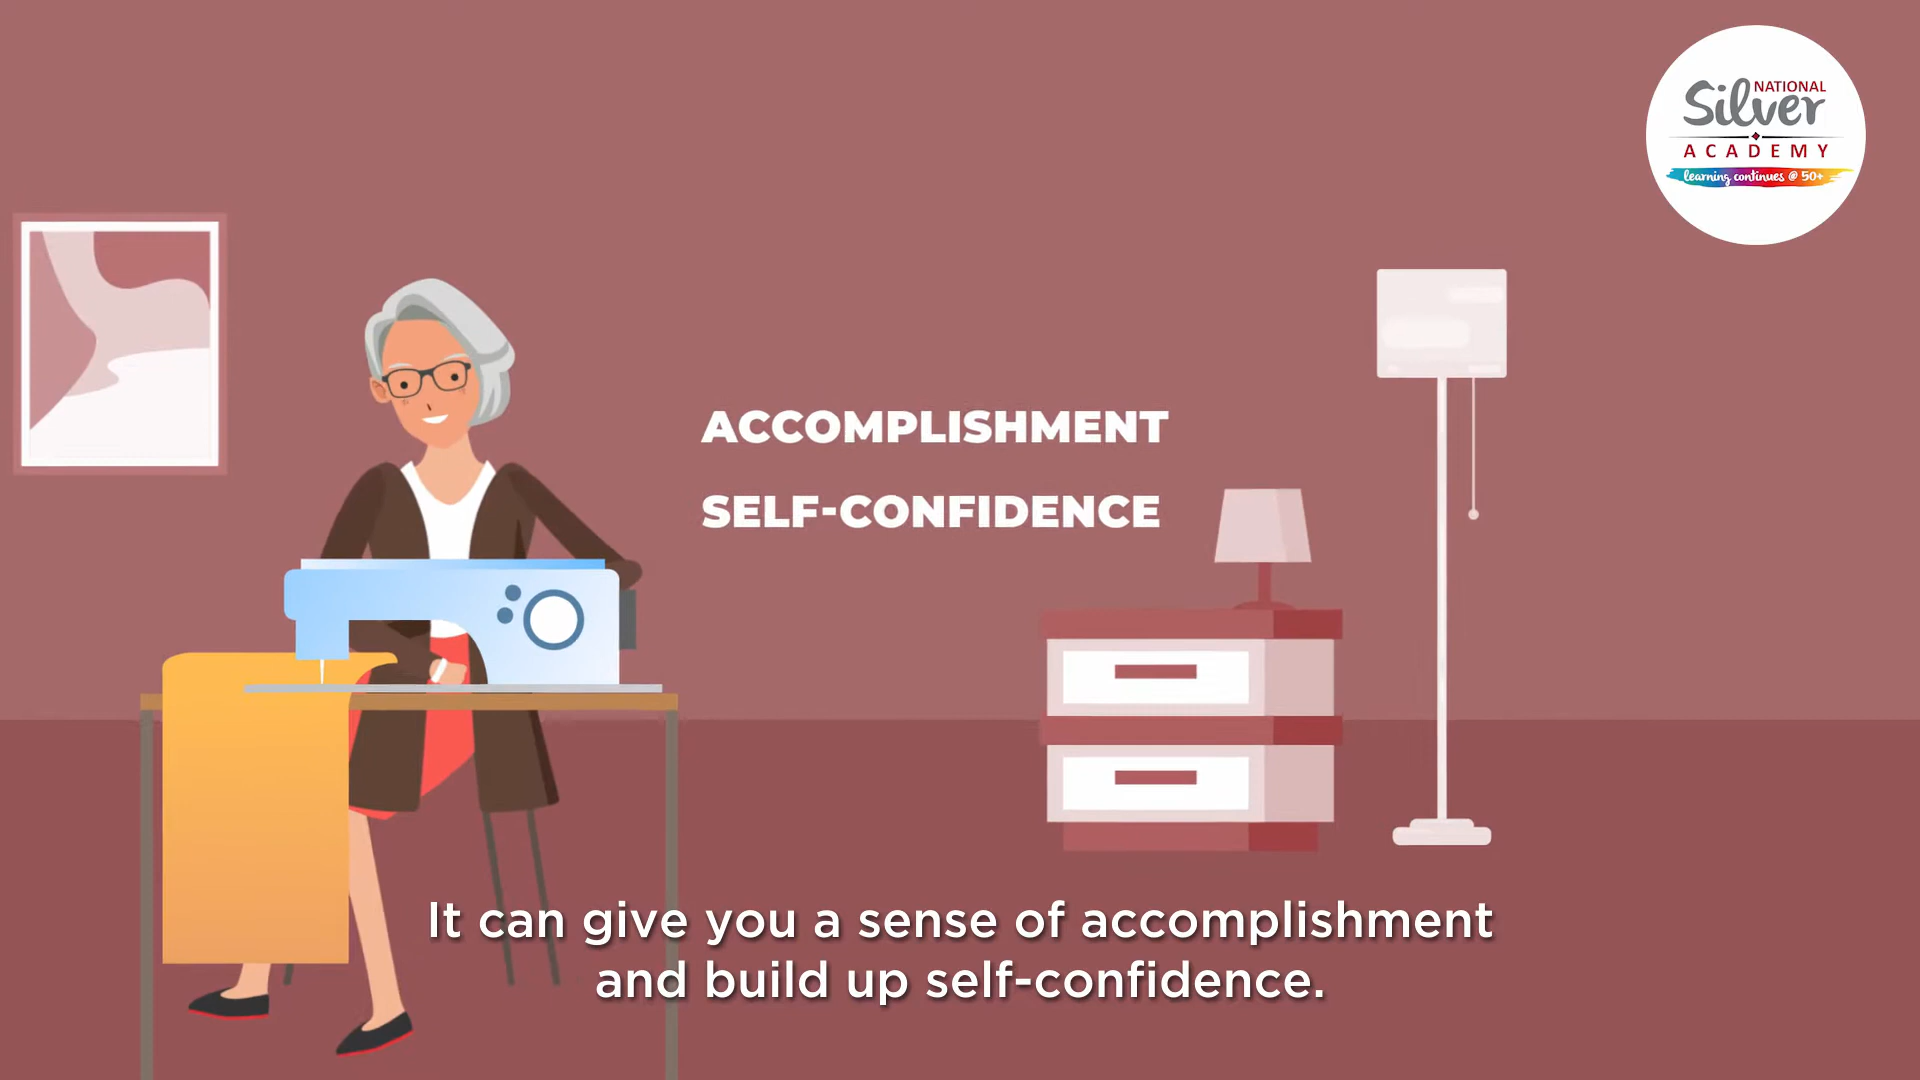 NATIONAL
Silver
ACADEMY
learning continues @ 50+
ACCOMPLISHMENT
SELF-CONFIDENCE
It can give you a sense of accomplishment
and build up self-confidence.